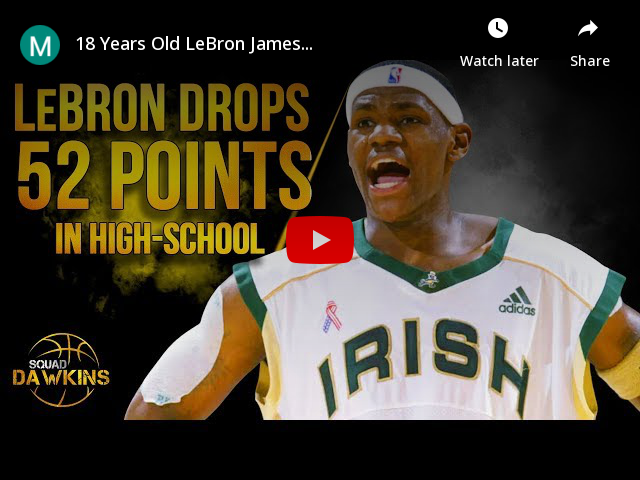 M
18 Years Old LeBron James...
Watch later
Share
LeBRON DROPS
52 POINTS
IN HIGH-SCHOOL
adidas
IRISH
SQUAD
DAWKINS